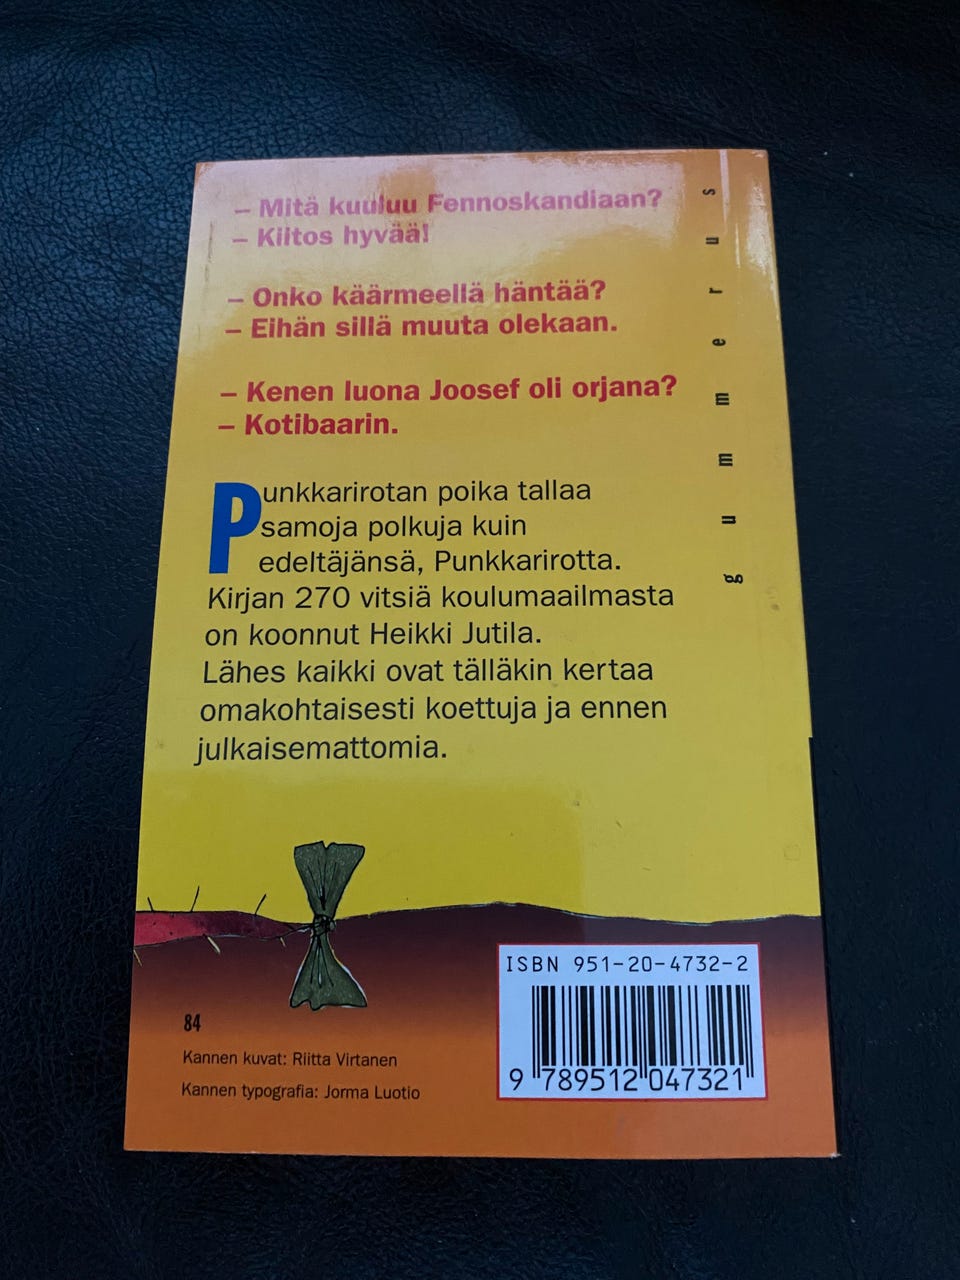 – Mitä kuuluu Fennoskandiaan?
– Kiitos hyvää!
– Onko käärmeellä häntää?
– Eihän sillä muuta olekaan.
– Kenen luona Joosef oli orjana?
– Kotibaarin.
Punkkarirotan poika tallaa
samoja polkuja kuin
edeltäjänsä, Punkkarirotta.
Kirjan 270 vitsiä koulumaailmasta
on koonnut Heikki Jutila.
Lähes kaikki ovat tälläkin kertaa
omakohtaisesti koettuja ja ennen
julkaisemattomia.
gummerus
ISBN 951-20-4732-2
9 789512 047321
84
Kannen kuvat: Riitta Virtanen
Kannen typografia: Jorma Luotio